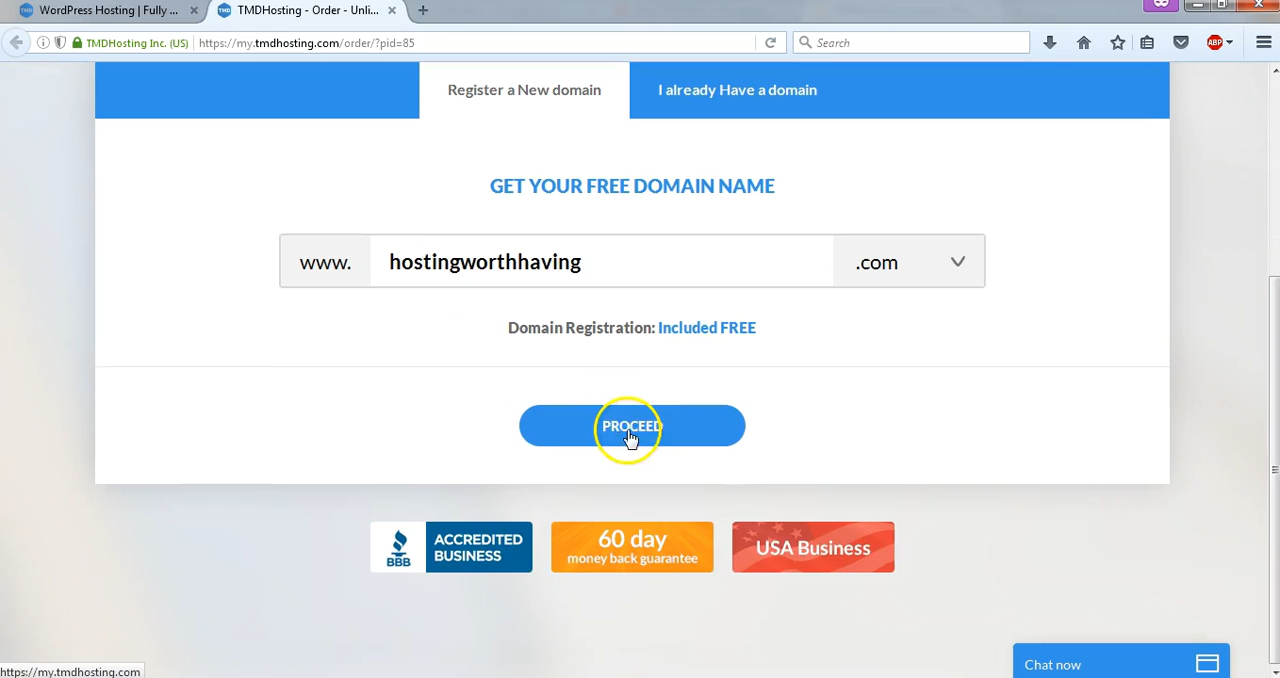 WordPress Hosting | Fully ...
TMDHosting - Order - Unli...
TMDHosting Inc. (US)
https://my.tmdhosting.com/order/?pid=85
Search
ABP
Register a New domain
I already Have a domain
GET YOUR FREE DOMAIN NAME
www.
hostingworthhaving
.com
Domain Registration: Included FREE
PROCEED
BBB
ACCREDITED
BUSINESS
60 day
money back guarantee
USA Business
Chat now
https://my.tmdhosting.com